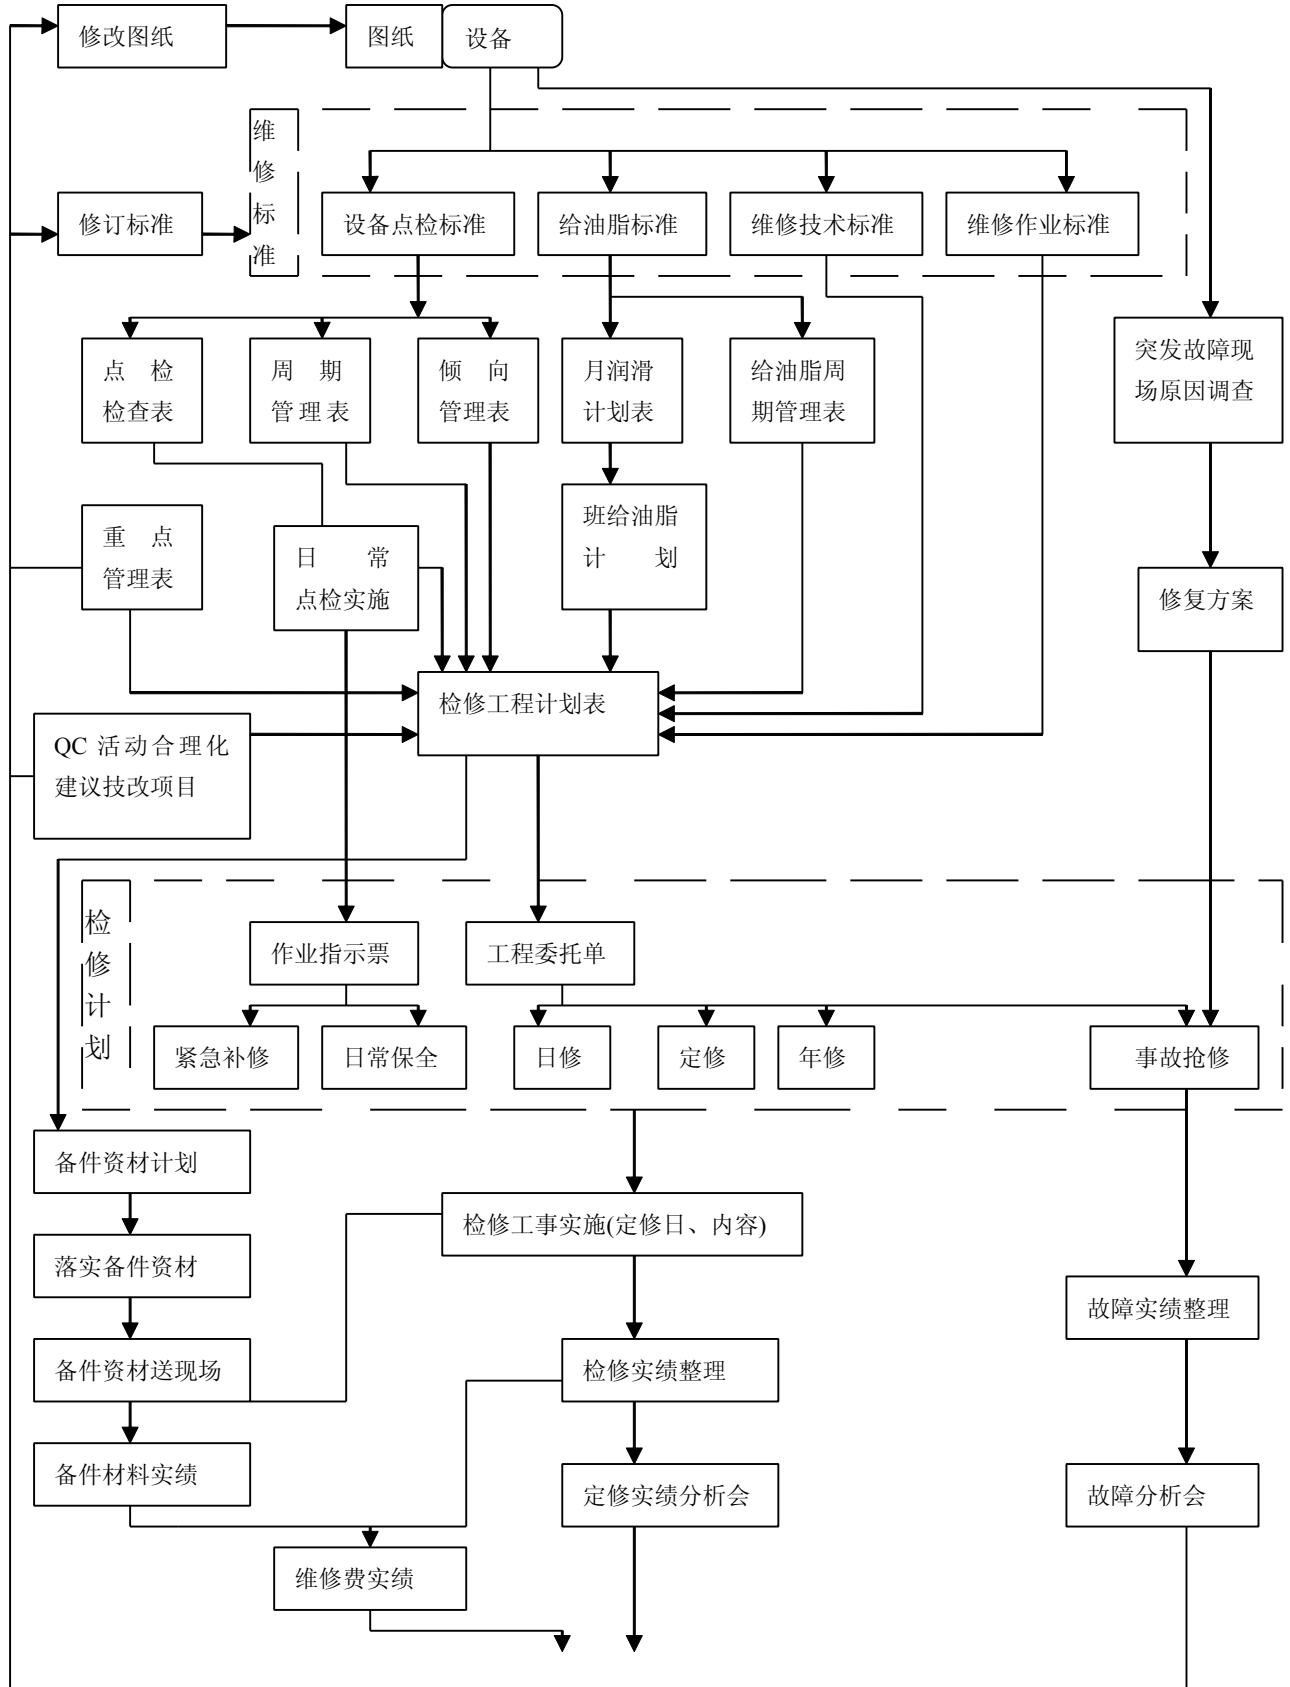 修改图纸
图纸
设备
维
修
标
准
修订标准
设备点检标准
给油脂标准
维修技术标准
维修作业标准
点 检
检查表
周 期
管理表
倾 向
管理表
月润滑
计划表
给油脂周
期管理表
突发故障现
场原因调查
重 点
管理表
日 常
点检实施
班给油脂
计 划
修复方案
检修工程计划表
QC 活动合理化
建议技改项目
检
修
计
划
作业指示票
工程委托单
紧急补修
日常保全
日修
定修
年修
事故抢修
备件资材计划
检修工事实施(定修日、内容)
落实备件资材
故障实绩整理
备件资材送现场
检修实绩整理
备件材料实绩
定修实绩分析会
故障分析会
维修费实绩